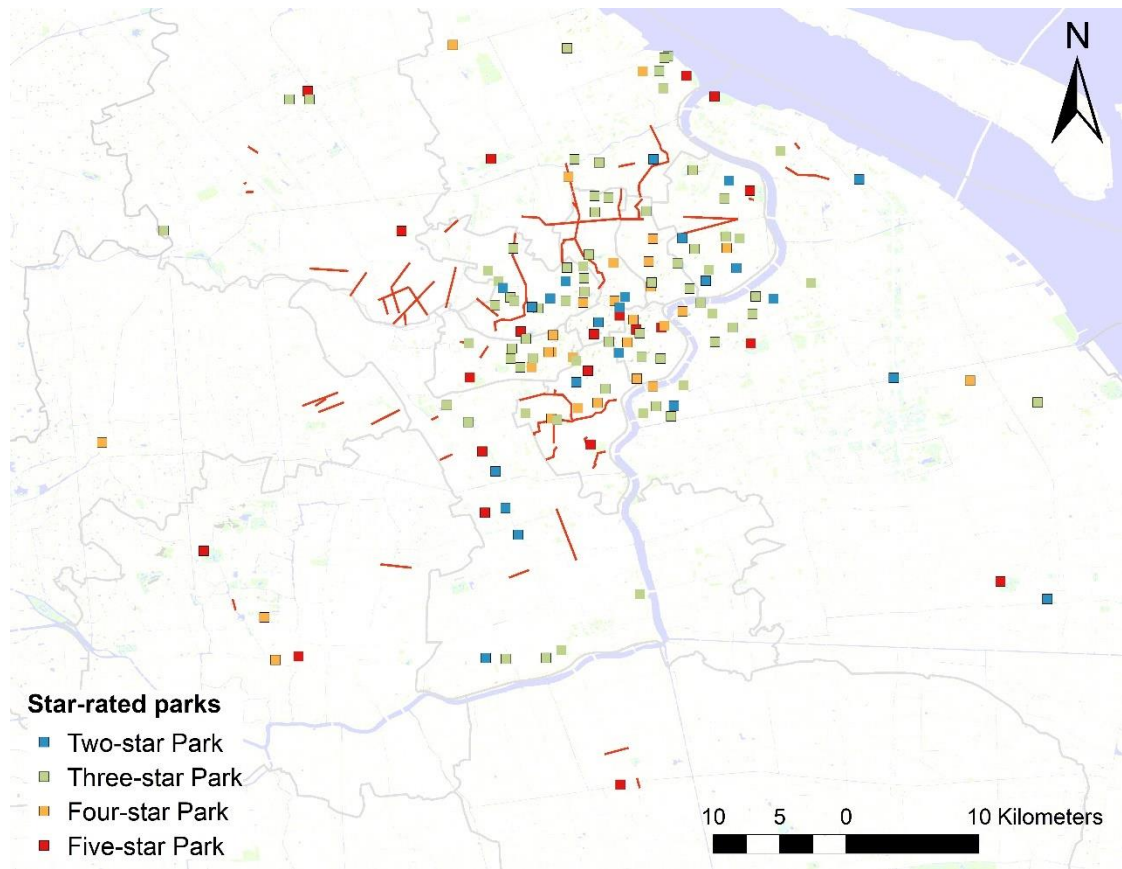 N
Star-rated parks
Two-star Park
Three-star Park
Four-star Park
Five-star Park
10 5 0 10 Kilometers